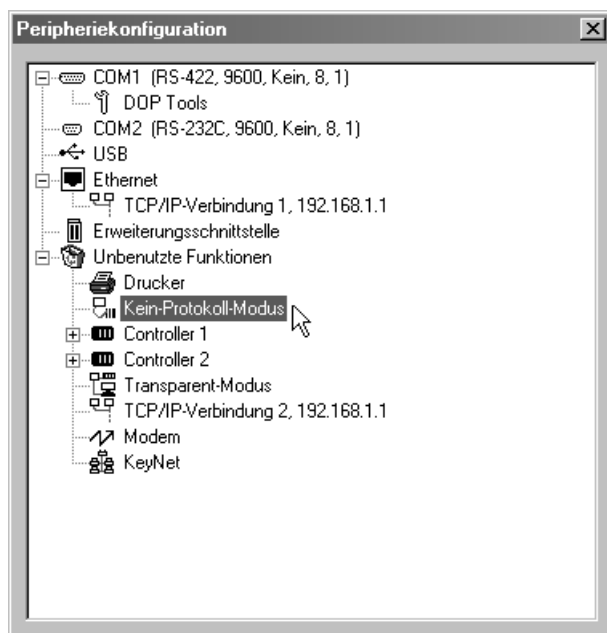 Peripheriekonfiguration
COM1 (RS-422, 9600, Kein, 8, 1)
DOP Tools
COM2 (RS-232C, 9600, Kein, 8, 1)
USB
Ethernet
TCP/IP-Verbindung 1, 192.168.1.1
Erweiterungsschnittstelle
Unbenutzte Funktionen
Drucker
Kein-Protokoll-Modus
Controller 1
Controller 2
Transparent-Modus
TCP/IP-Verbindung 2, 192.168.1.1
Modem
KeyNet